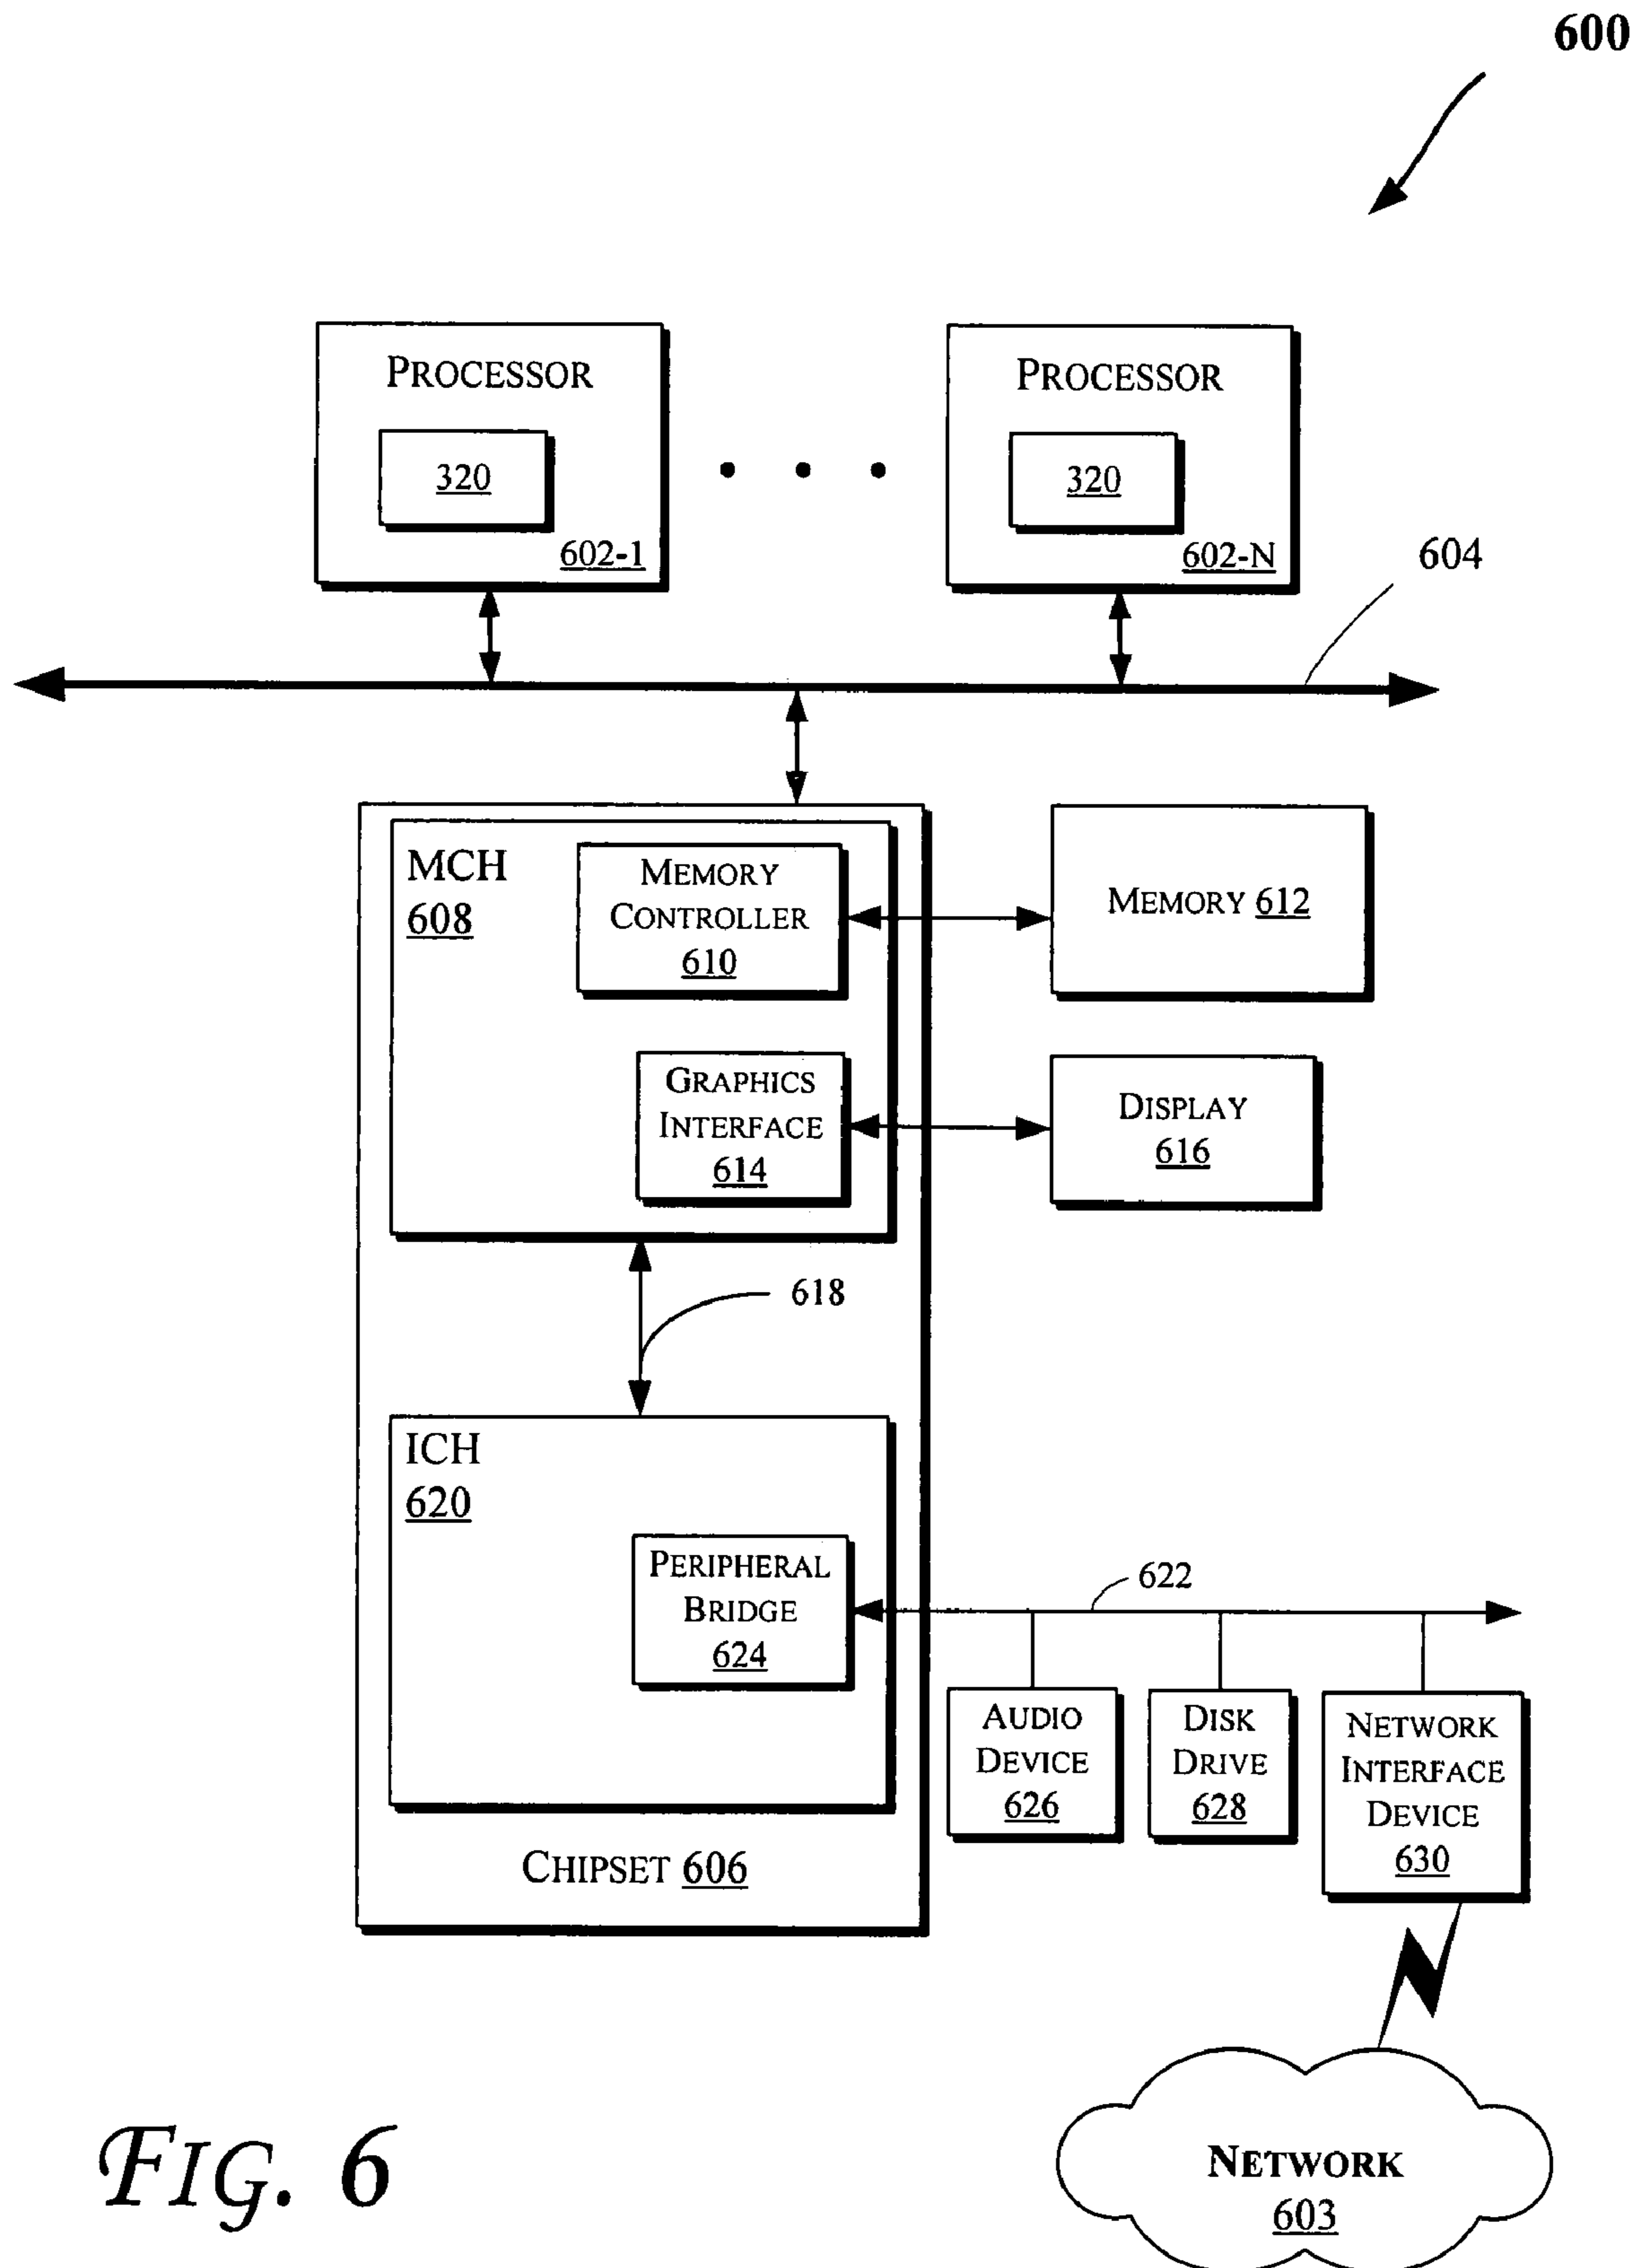 600
PROCESSOR
320
602-1
PROCESSOR
320
602-N
604
MCH
608
MEMORY
CONTROLLER
610
MEMORY 612
GRAPHICS
INTERFACE
614
DISPLAY
616
618
ICH
620
PERIPHERAL
BRIDGE
624
622
AUDIO
DEVICE
626
DISK
DRIVE
628
NETWORK
INTERFACE
DEVICE
630
CHIPSET 606
NETWORK
603
FIG. 6